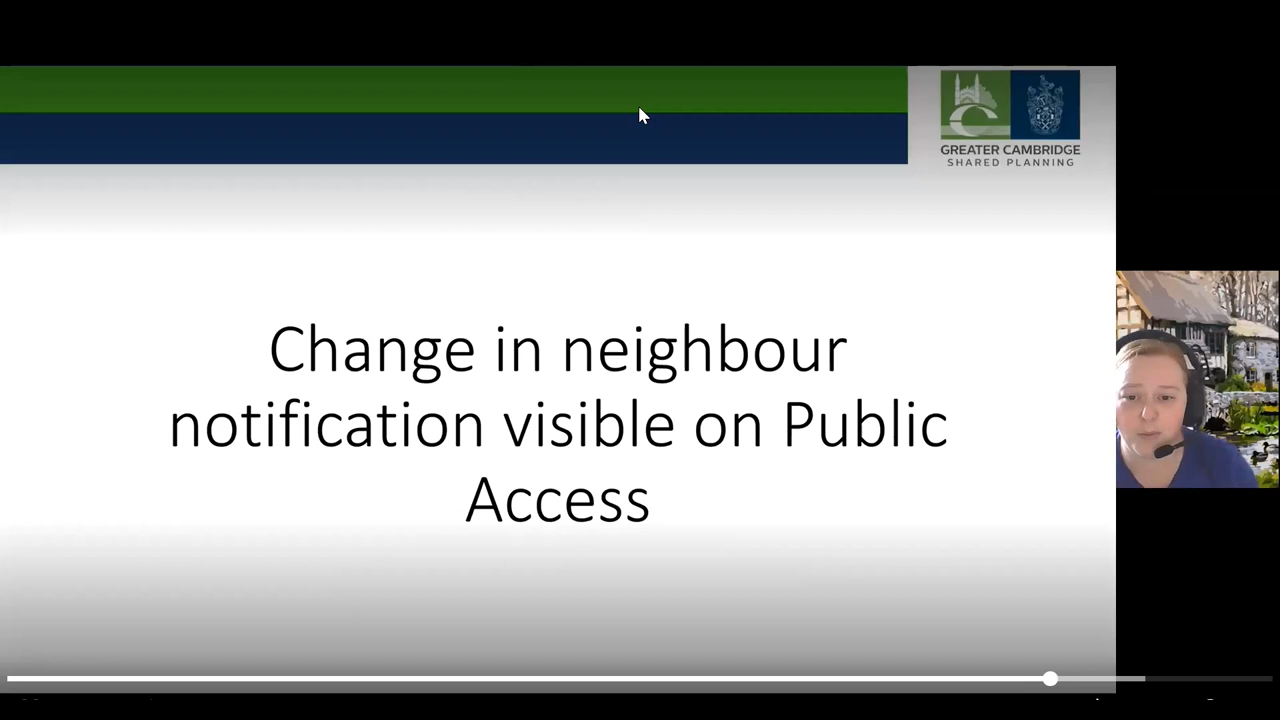 GREATER CAMBRIDGE
SHARED PLANNING
Change in neighbour
notification visible on Public
Access